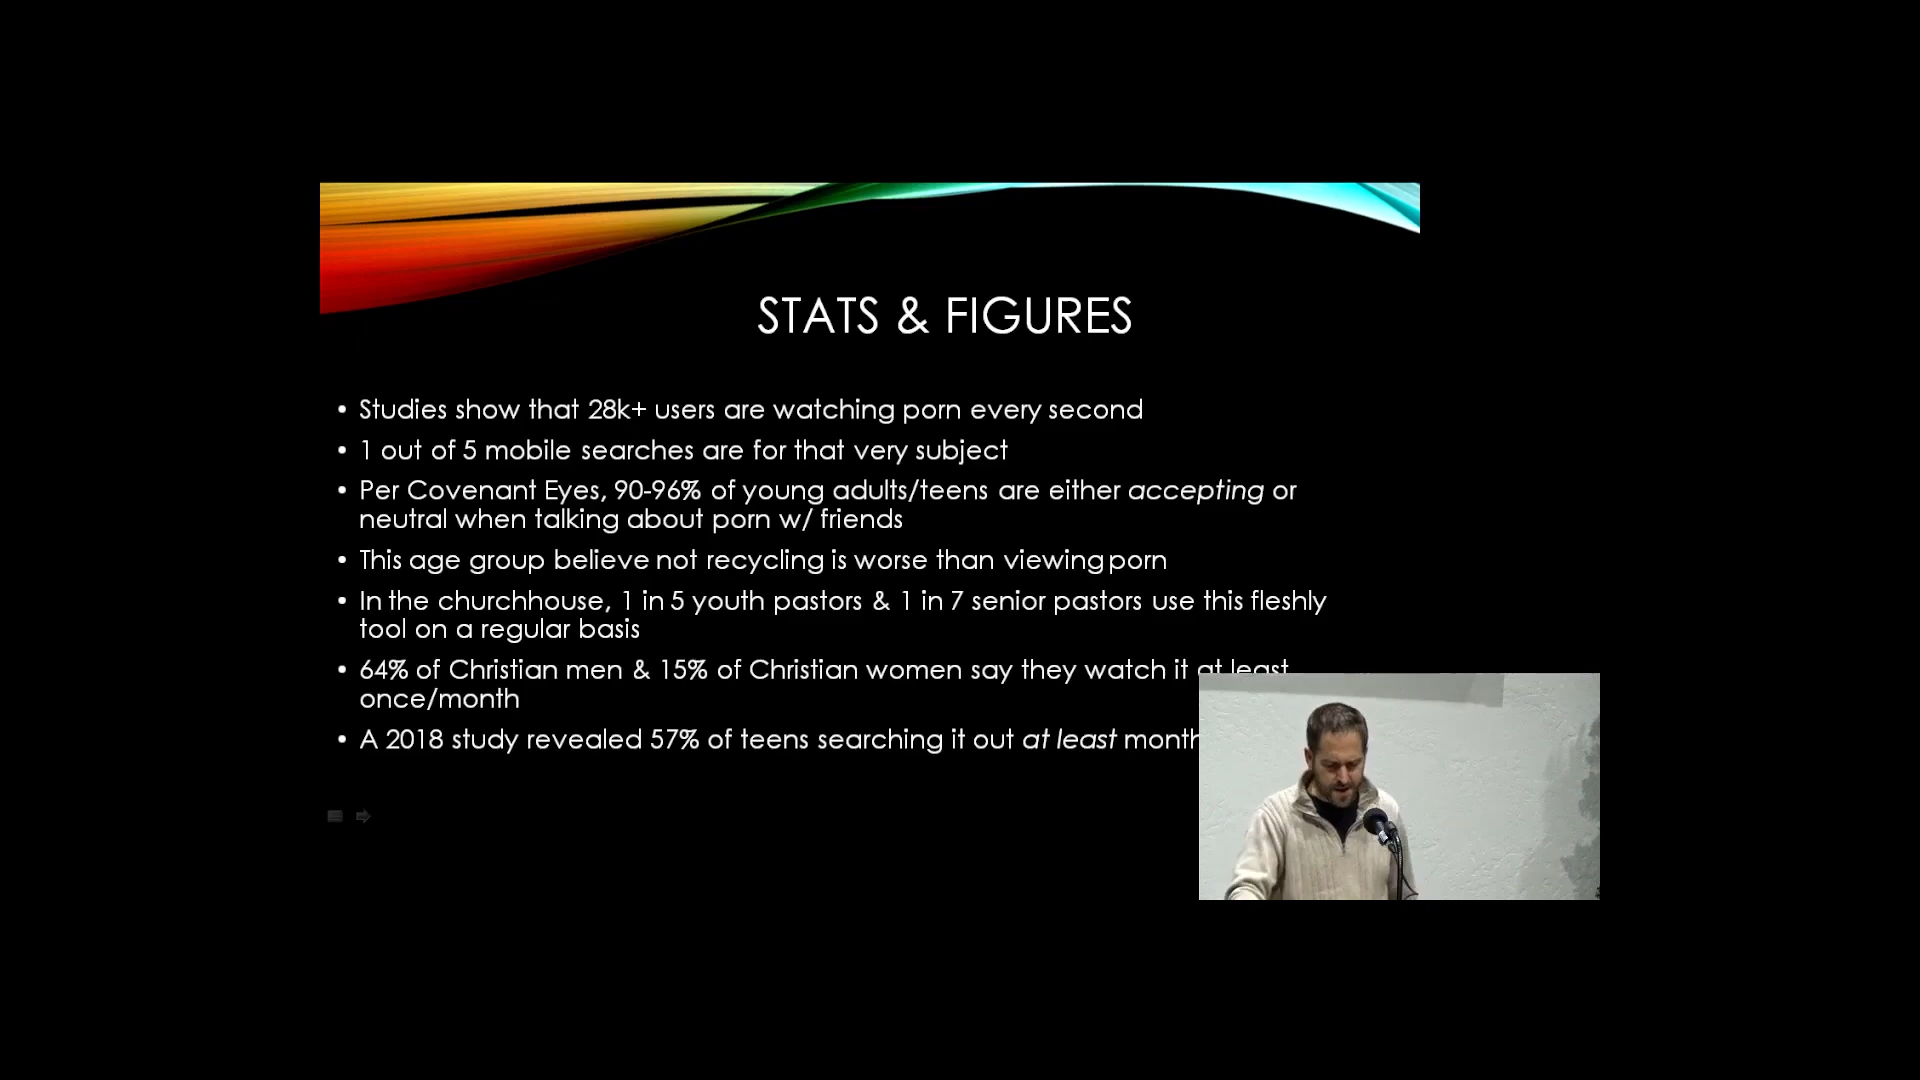 STATS & FIGURES
• Studies show that 28k+ users are watching porn every second
• 1 out of 5 mobile searches are for that very subject
• Per Covenant Eyes, 90-96% of young adults/teens are either accepting or
neutral when talking about porn w/ friends
• This age group believe not recycling is worse than viewing porn
• In the churchhouse, 1 in 5 youth pastors & 1 in 7 senior pastors use this fleshly
tool on a regular basis
• 64% of Christian men & 15% of Christian women say they watch it at least
once/month
• A 2018 study revealed 57% of teens searching it out at least